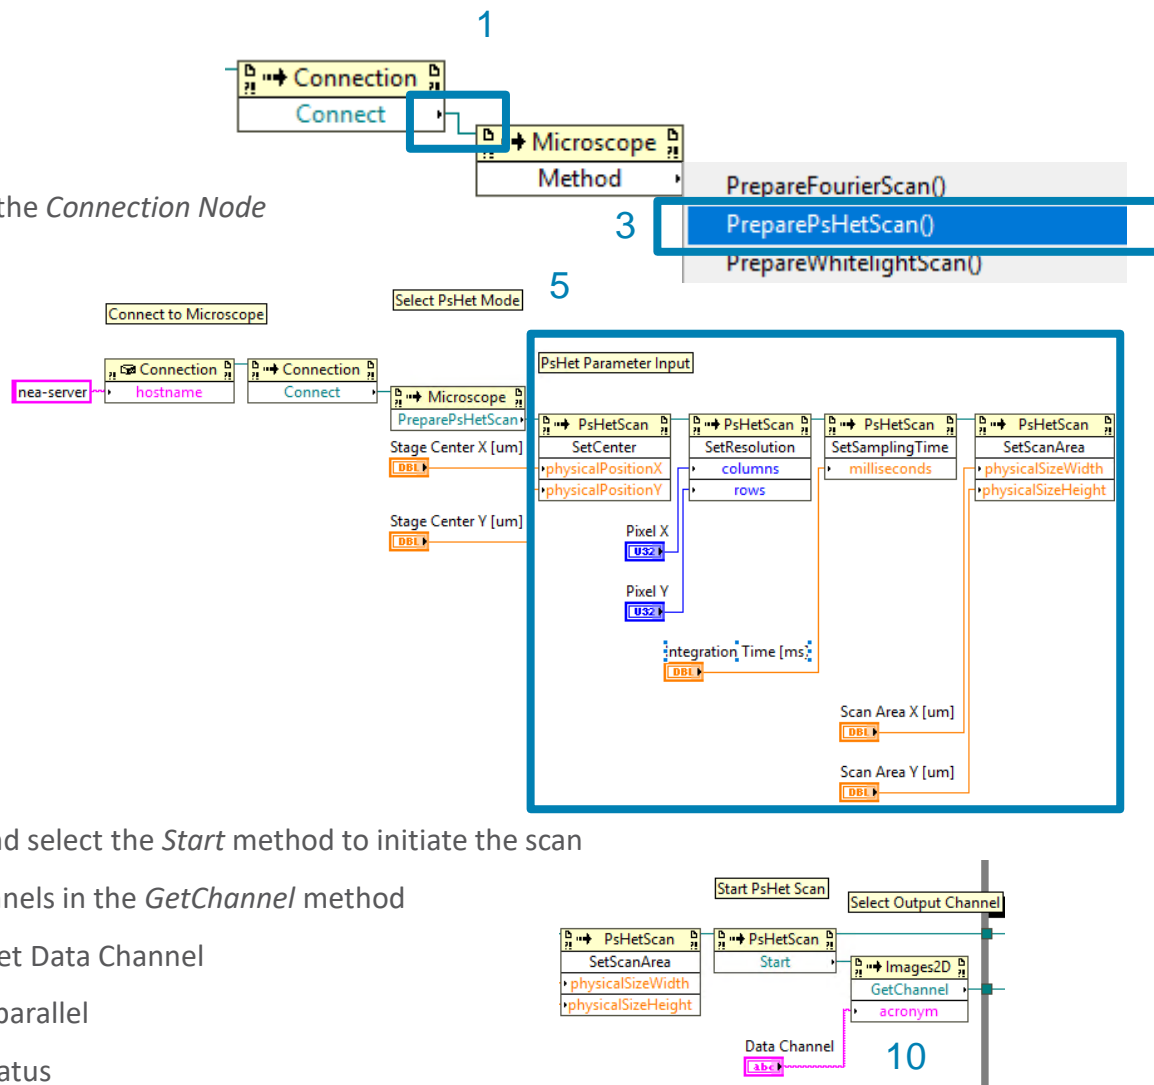 1
Connection
Connect
Microscope
Method
PrepareFourierScan()
the Connection Node
3
PreparePsHetScan()
PrepareWhitelightScan()
5
Select PsHet Mode
Connect to Microscope
PsHet Parameter Input
Connection
Connection
nea-server
hostname
Connect
Microscope
PreparePsHetScan
PsHetScan
PsHetScan
PsHetScan
PsHetScan
SetCenter
SetResolution
SetSamplingTime
SetScanArea
Stage Center X [um]
DBL
physicalPositionX
columns
milliseconds
physicalSizeWidth
physicalPositionY
rows
physicalSizeHeight
Stage Center Y [um]
DBL
Pixel X
U32
Pixel Y
U32
Integration Time [ms]
DBL
Scan Area X [um]
DBL
Scan Area Y [um]
DBL
nd select the Start method to initiate the scan
nnels in the GetChannel method
Start PsHet Scan
Select Output Channel
PsHetScan
PsHetScan
SetScanArea
Start
et Data Channel
Images2D
physicalSizeWidth
GetChannel
physicalSizeHeight
acronym
parallel
Data Channel
10
abc
atus